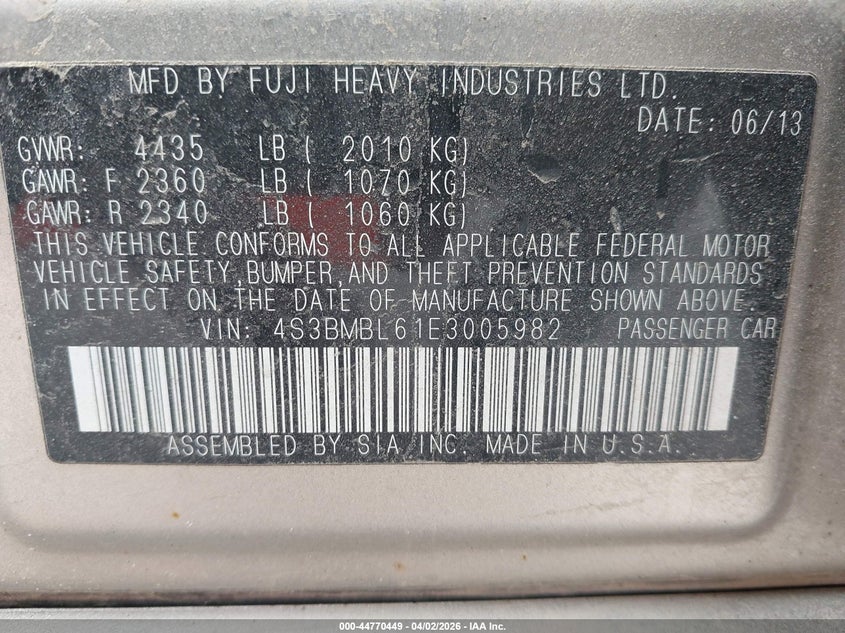 MFD BY FUJI HEAVY INDUSTRIES LTD.
DATE: 06/13
GVWR: 4435 LB ( 2010 KG)
GAWR: F 2360 LB ( 1070 KG)
GAWR: R 2340 LB ( 1060 KG)
THIS VEHICLE CONFORMS TO ALL APPLICABLE FEDERAL MOTOR
VEHICLE SAFETY, BUMPER, AND THEFT PREVENTION STANDARDS
IN EFFECT ON THE DATE OF MANUFACTURE SHOWN ABOVE.
VIN: 4S3BMBL61E3005982 PASSENGER CAR
ASSEMBLED BY SIA INC. MADE IN U.S.A.
000-44770449 | 04/02/2026 - IAA Inc.